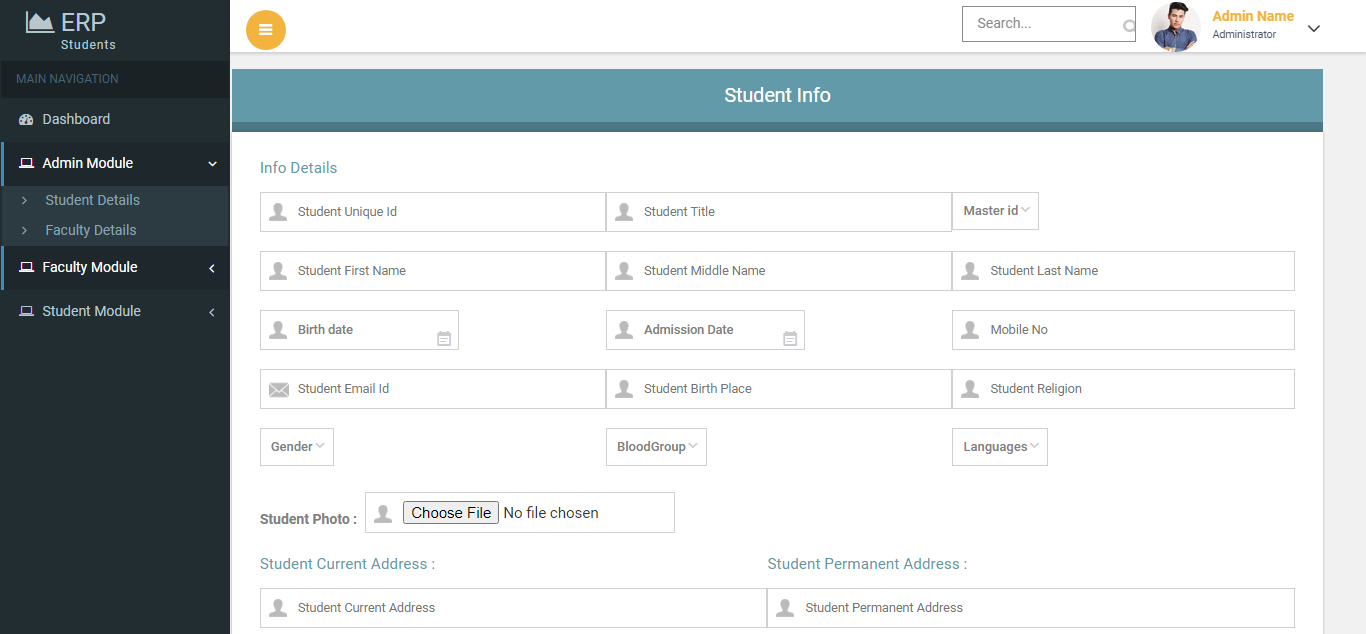 ERP
Students
MAIN NAVIGATION
Dashboard
Admin Module
Student Details
Faculty Details
Faculty Module
Student Module
Search...
Admin Name
Administrator
Student Info
Info Details
Student Unique Id Student Title Master id
Student First Name Student Middle Name Student Last Name
Birth date Admission Date Mobile No
Student Email Id Student Birth Place Student Religion
Gender BloodGroup Languages
Student Photo : Choose File No file chosen
Student Current Address : Student Permanent Address :
Student Current Address Student Permanent Address